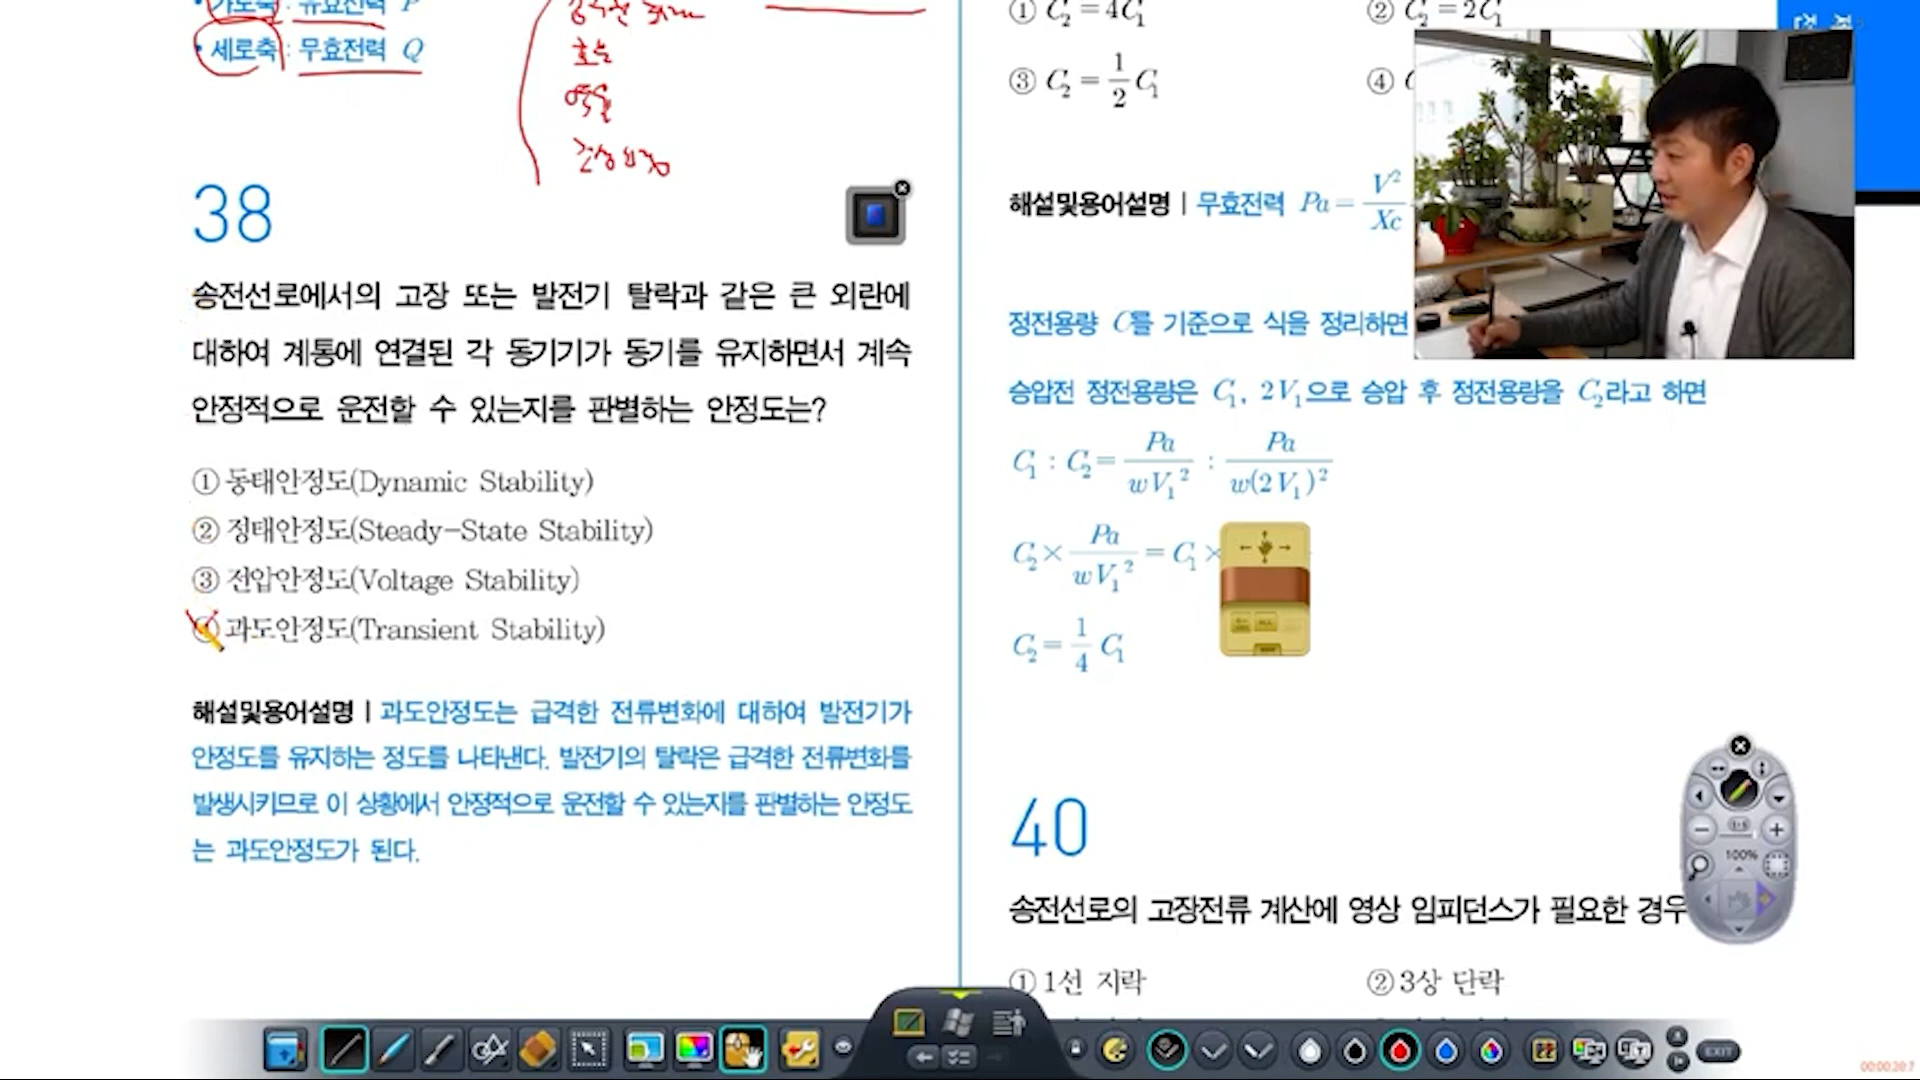 • 가로축 : 유효전력 P
• 세로축 : 무효전력 Q
38
송전선로에서의 고장 또는 발전기 탈락과 같은 큰 외란에
대하여 계통에 연결된 각 동기기가 동기를 유지하면서 계속
안정적으로 운전할 수 있는지를 판별하는 안정도는?
① 동태안정도(Dynamic Stability)
② 정태안정도(Steady-State Stability)
③ 전압안정도(Voltage Stability)
④ 과도안정도(Transient Stability)
해설및용어설명 | 과도안정도는 급격한 전류변화에 대하여 발전기가
안정도를 유지하는 정도를 나타낸다. 발전기의 탈락은 급격한 전류변화를
발생시키므로 이 상황에서 안정적으로 운전할 수 있는지를 판별하는 안정도
는 과도안정도가 된다.
① C₂ = 4C₁ ② C₂ = 2C₁
③ C₂ = 1/2 C₁ ④
해설및용어설명 | 무효전력 Pa = V²/Xc
정전용량 C를 기준으로 식을 정리하면
승압전 정전용량은 C₁, 2V₁으로 승압 후 정전용량을 C₂라고 하면
C₁ : C₂ = Pa/wV₁² : Pa/w(2V₁)²
C₂ × Pa/wV₁² = C₁ ×
C₂ = 1/4 C₁
40
송전선로의 고장전류 계산에 영상 임피던스가 필요한 경우
① 1선 지락 ② 3상 단락
100%
EXIT